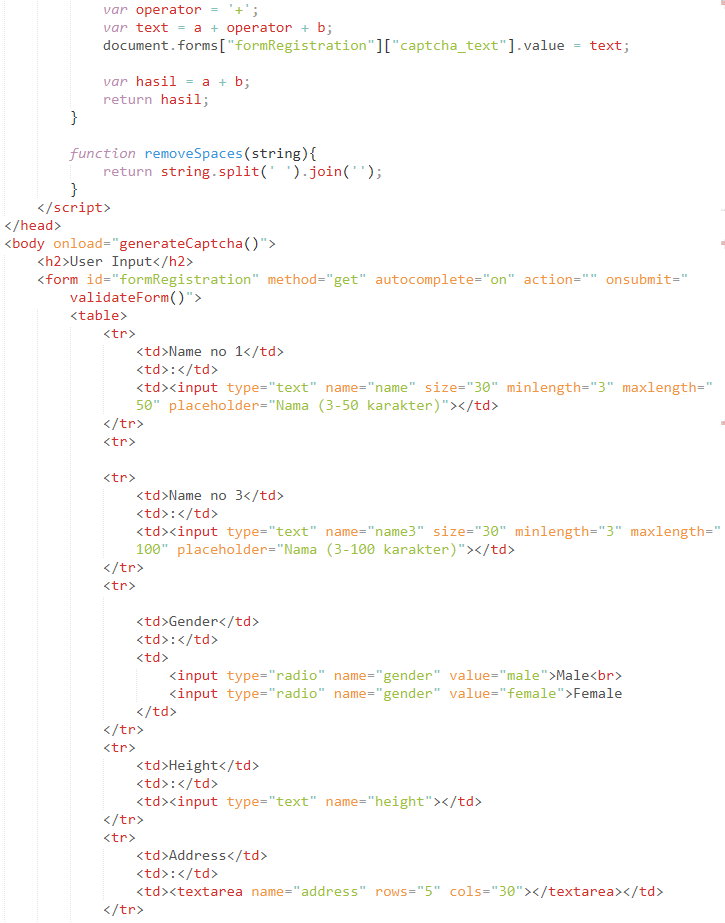 var operator = '+';
var text = a + operator + b;
document.forms["formRegistration"]["captcha_text"].value = text;
var hasil = a + b;
return hasil;
}
function removeSpaces(string){
return string.split(' ').join('');
}
</script>
</head>
<body onload="generateCaptcha()">
<h2>User Input</h2>
<form id="formRegistration" method="get" autocomplete="on" action="" onsubmit="
validateForm()">
<table>
<tr>
<td>Name no 1</td>
<td>:</td>
<td><input type="text" name="name" size="30" minlength="3" maxlength="
50" placeholder="Nama (3-50 karakter)"></td>
</tr>
<tr>
<tr>
<td>Name no 3</td>
<td>:</td>
<td><input type="text" name="name3" size="30" minlength="3" maxlength="
100" placeholder="Nama (3-100 karakter)"></td>
</tr>
<tr>
<td>Gender</td>
<td>:</td>
<td>
<input type="radio" name="gender" value="male">Male<br>
<input type="radio" name="gender" value="female">Female
</td>
</tr>
<tr>
<td>Height</td>
<td>:</td>
<td><input type="text" name="height"></td>
</tr>
<tr>
<td>Address</td>
<td>:</td>
<td><textarea name="address" rows="5" cols="30"></textarea></td>
</tr>